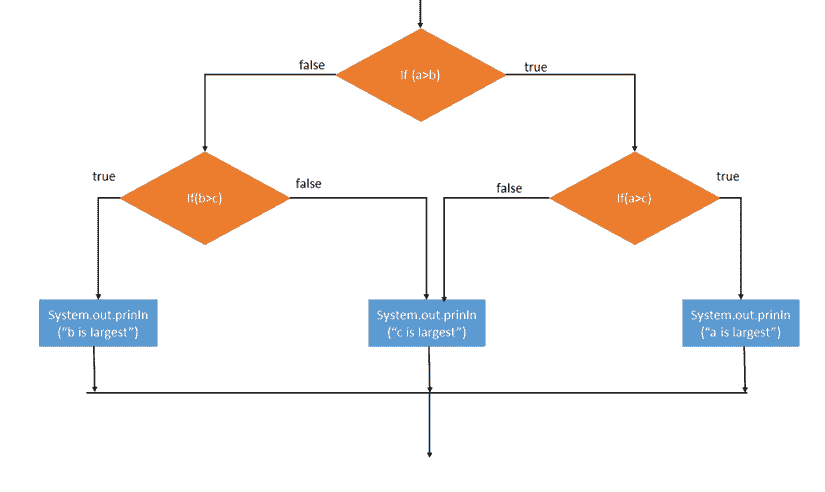 If (a>b)
false
true
If(b>c)
true
false
If(a>c)
false
true
System.out.prinln
("b is largest")
System.out.prinln
("c is largest")
System.out.prinln
("a is largest")